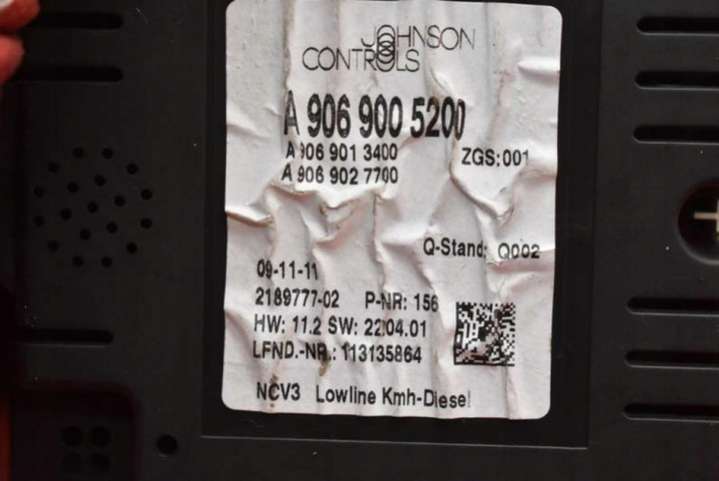 JOHNSON
CONTROLS
A 906 900 5200
A 906 901 3400
A 906 902 7700
ZGS: 001
Q-Stand: Q002
09-11-11
2189777-02 P-NR: 156
HW: 11.2 SW: 22.04.01
LFND.-NR.: 113135864
NCV3 Lowline Kmh-Diesel